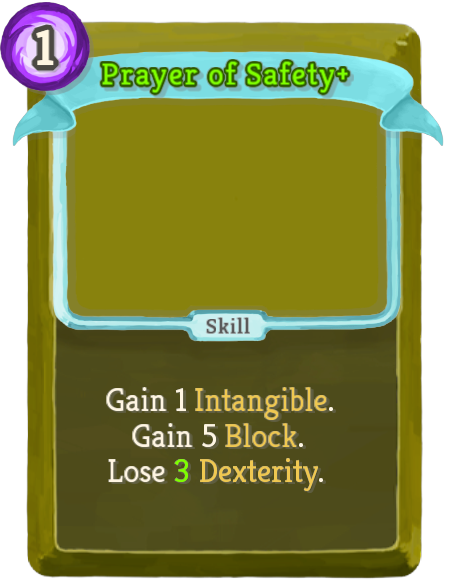 1
Prayer of Safety+
Skill
Gain 1 Intangible.
Gain 5 Block.
Lose 3 Dexterity.